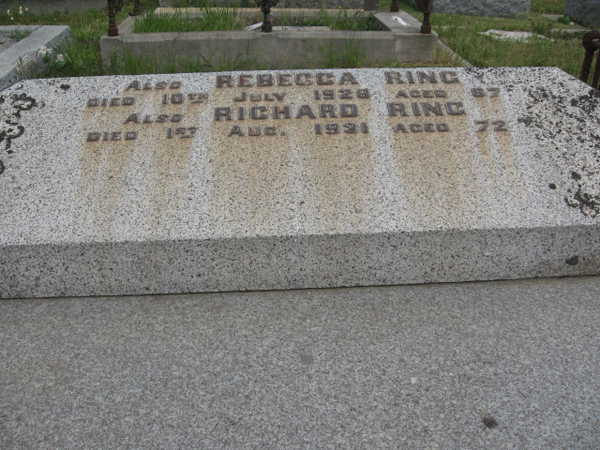 Also REBECCA RING
DIED 10TH JULY 1928 AGED 67
Also RICHARD RING
DIED 1ST AUG. 1931 AGED 72